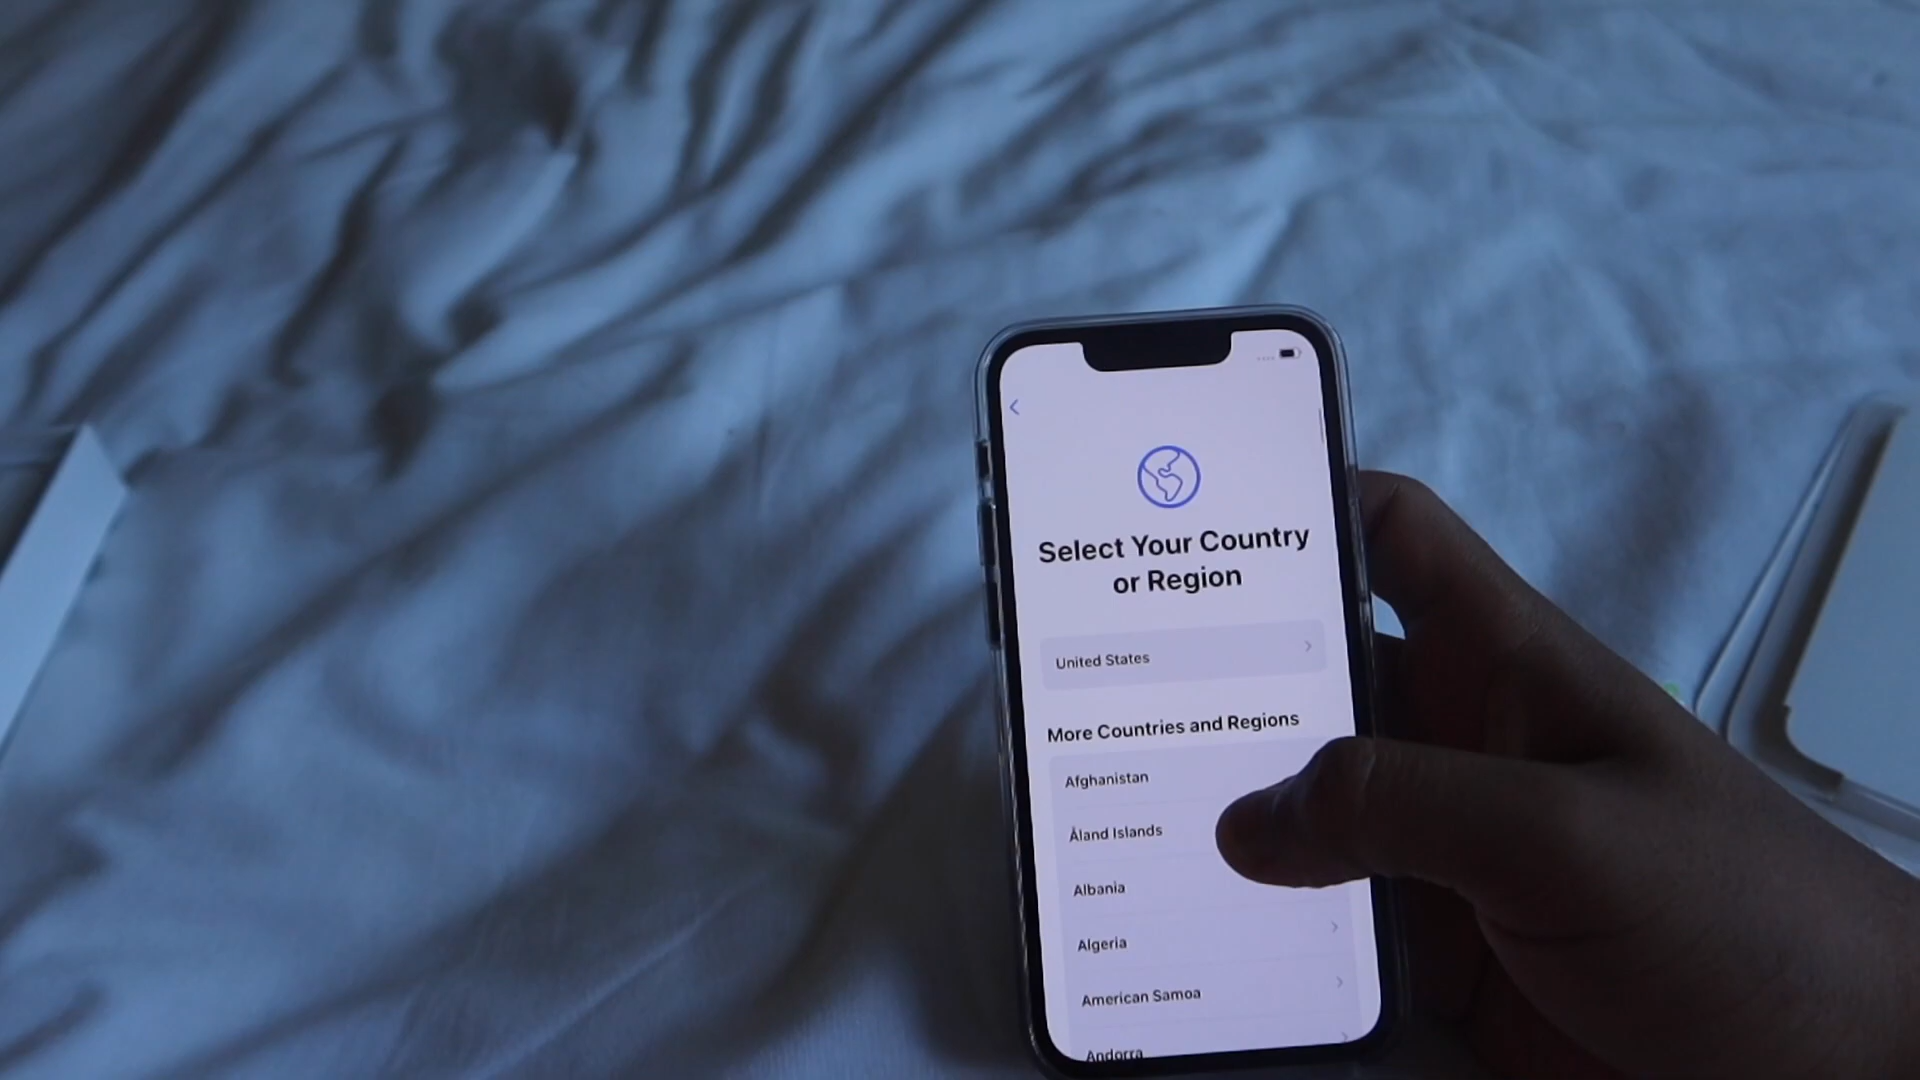 Select Your Country
or Region
United States
More Countries and Regions
Afghanistan
Åland Islands
Albania
Algeria
American Samoa
Andorra